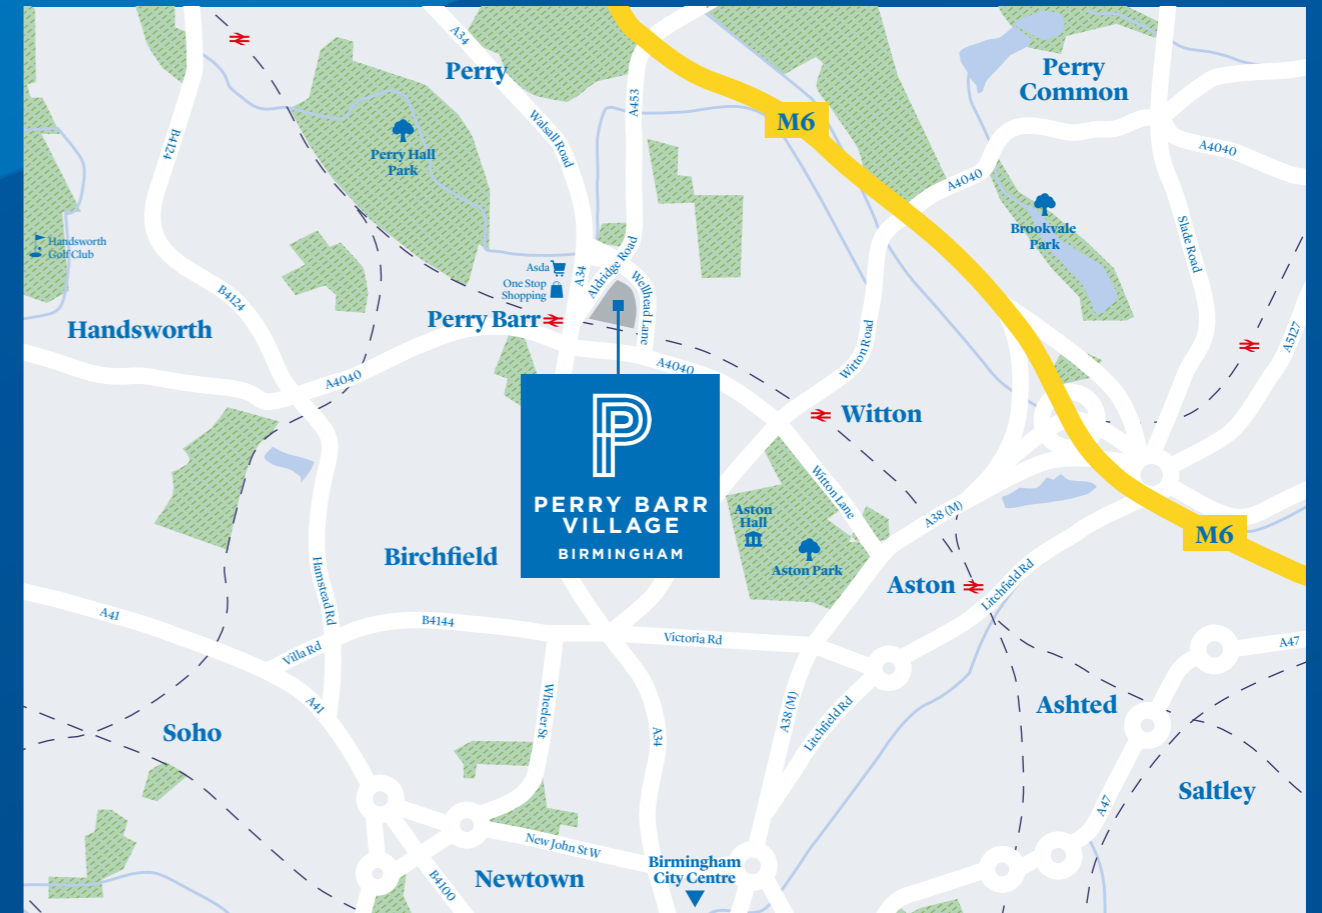 A34
Perry
Perry
Common
A453
M6
B4124
Walsall Road
Perry Hall
Park
A4040
A4040
Brookvale
Park
Slade Road
Handsworth
Golf Club
Asda
One Stop
Shopping
A34
Aldridge Road
Wellhead Lane
B4124
Handsworth
Perry Barr
A4040
A4040
Witton Road
A5127
Witton
PERRY BARR
VILLAGE
BIRMINGHAM
Witton Lane
Aston
Hall
Aston Park
A38 (M)
M6
Birchfield
Hamstead Rd
Aston
Litchfield Rd
A41
B4144
Victoria Rd
Villa Rd
A47
A41
Wheeler St
A34
A38 (M)
Litchfield Rd
Ashted
Soho
Saltley
A47
New John St W
Birmingham
City Centre
Newtown
B4100